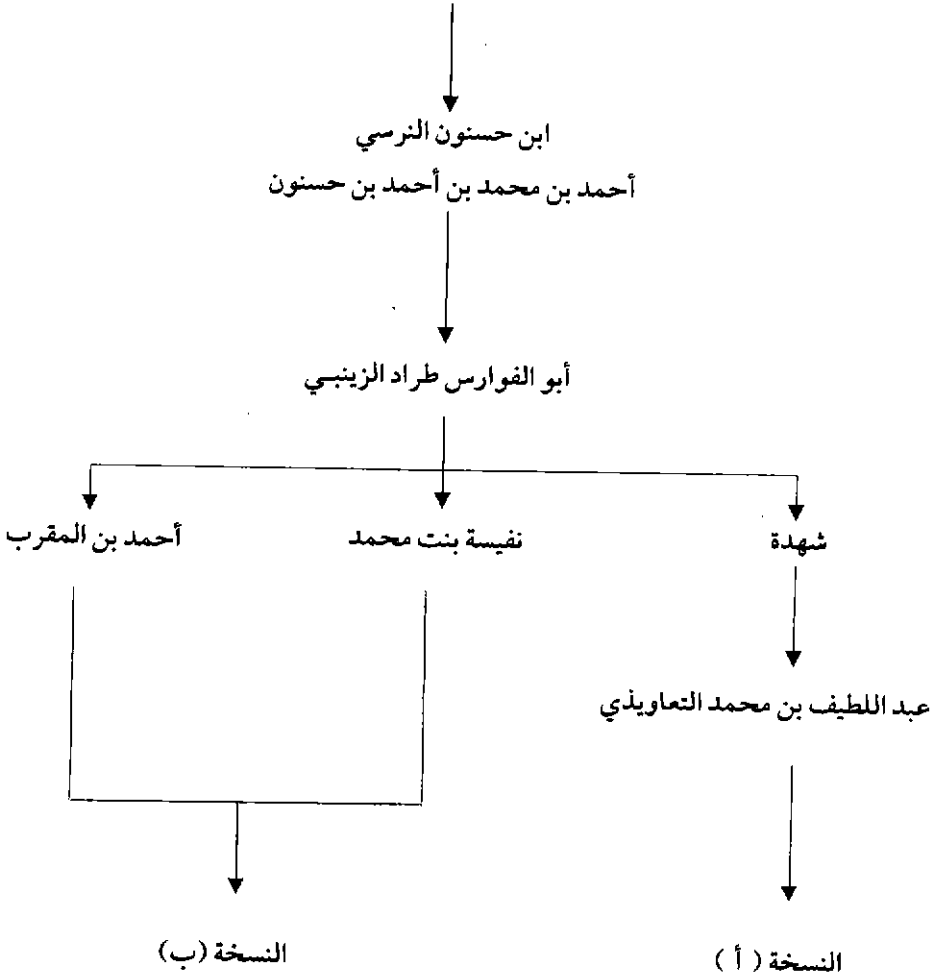 ابن حسنون النرسي
أحمد بن محمد بن أحمد بن حسنون
أبو الفوارس طراد الزينبي
شهدة
نفيسة بنت محمد
أحمد بن المقرب
عبد اللطيف بن محمد التعاويذي
النسخة ( أ )
النسخة (ب)